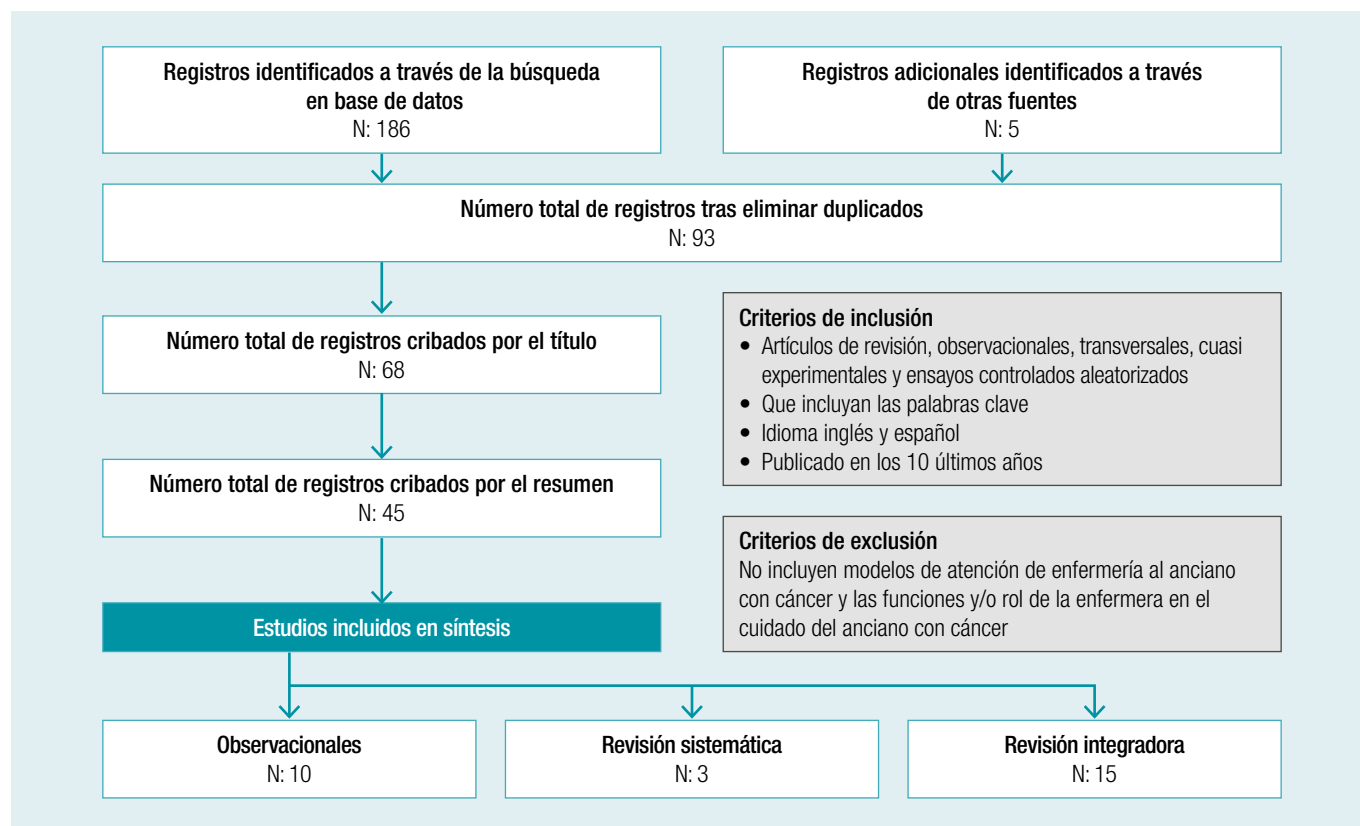 Registros identificados a través de la búsqueda
en base de datos
N: 186
Registros adicionales identificados a través
de otras fuentes
N: 5
Número total de registros tras eliminar duplicados
N: 93
Número total de registros cribados por el título
N: 68
Número total de registros cribados por el resumen
N: 45
Criterios de inclusión
• Artículos de revisión, observacionales, transversales, cuasi
experimentales y ensayos controlados aleatorizados
• Que incluyan las palabras clave
• Idioma inglés y español
• Publicado en los 10 últimos años
Criterios de exclusión
No incluyen modelos de atención de enfermería al anciano
con cáncer y las funciones y/o rol de la enfermera en el
cuidado del anciano con cáncer
Estudios incluidos en síntesis
Observacionales
N: 10
Revisión sistemática
N: 3
Revisión integradora
N: 15